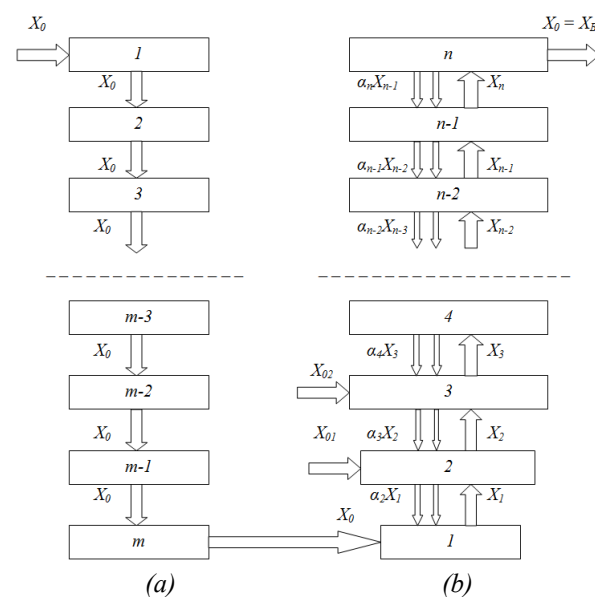 X0
X0 = XB
1
n
X0
αnXn-1
Xn
2
n-1
X0
αn-1Xn-2
Xn-1
3
n-2
X0
αn-2Xn-3
Xn-2
m-3
4
X0
α4X3
X3
X02
m-2
3
X0
X01
α3X2
X2
m-1
2
X0
α2X1
X1
X0
m
1
(a)
(b)